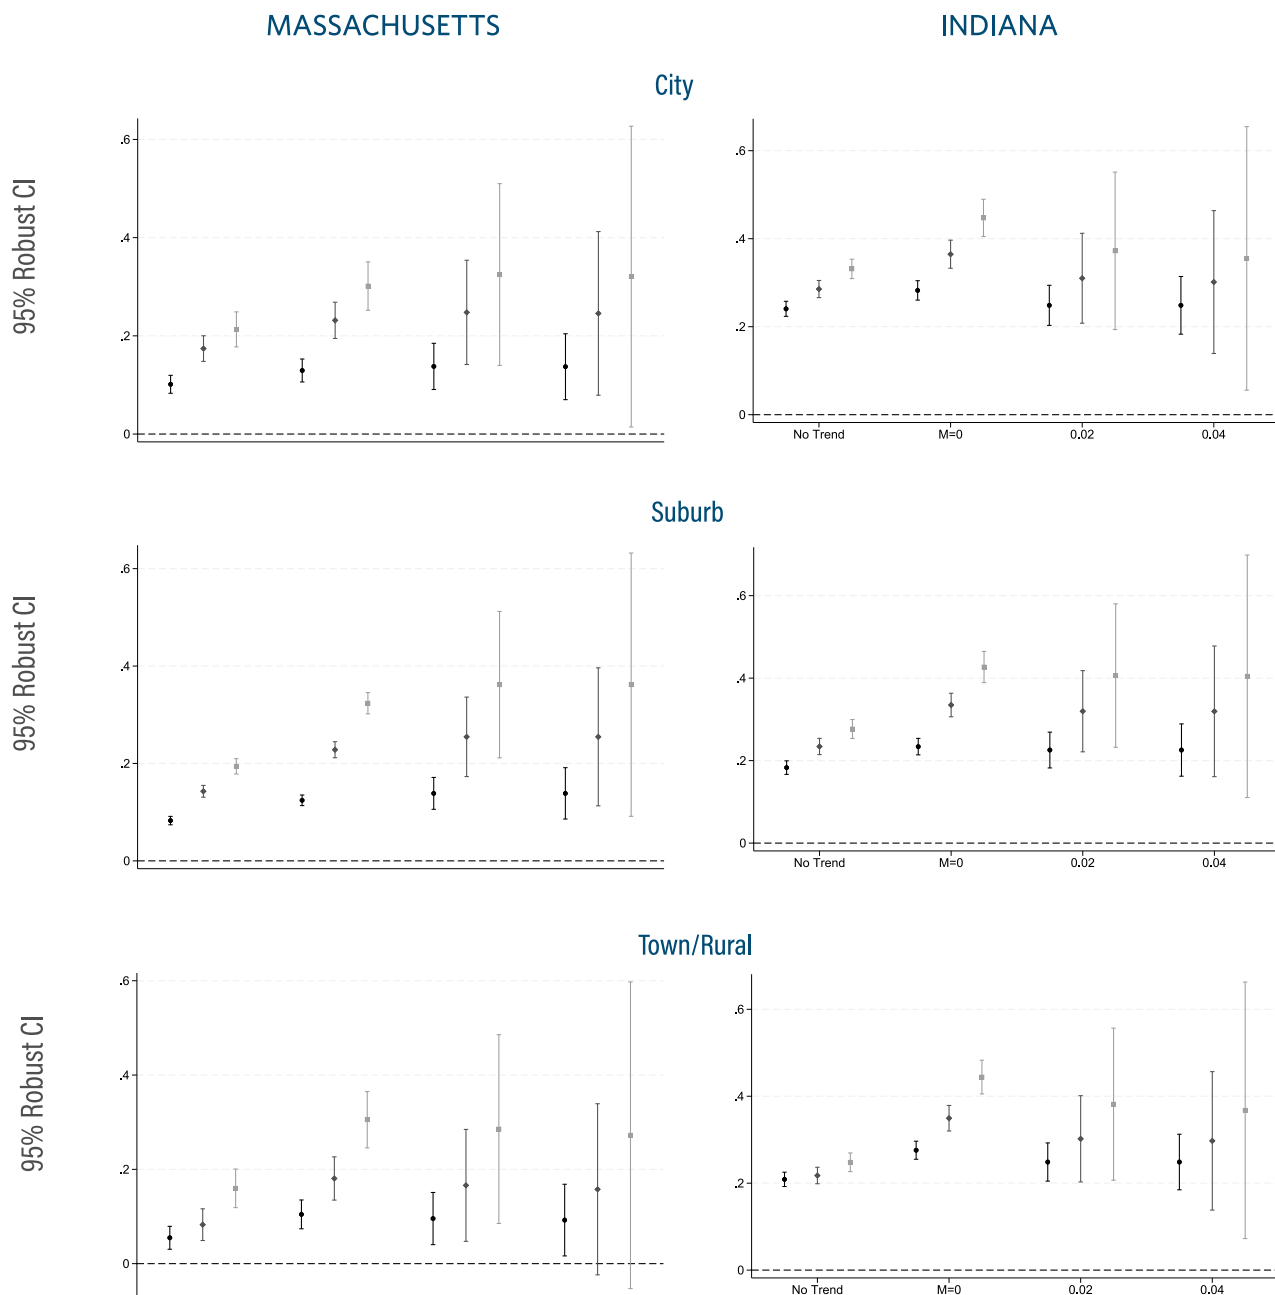 MASSACHUSETTS INDIANA
City
95% Robust CI
.6
.4
.2
0
.6
.4
.2
0
No Trend M=0 0.02 0.04
Suburb
95% Robust CI
.6
.4
.2
0
.6
.4
.2
0
No Trend M=0 0.02 0.04
Town/Rural
95% Robust CI
.6
.4
.2
0
.6
.4
.2
0
No Trend M=0 0.02 0.04